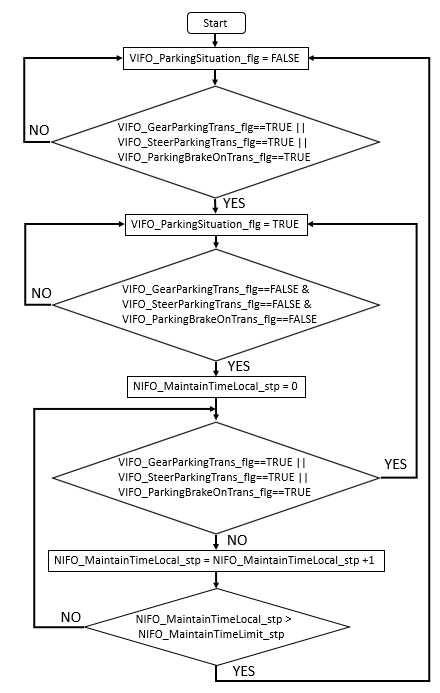 Start
VIFO_ParkingSituation_flg = FALSE
VIFO_GearParkingTrans_flg==TRUE ||
VIFO_SteerParkingTrans_flg==TRUE ||
VIFO_ParkingBrakeOnTrans_flg==TRUE
NO
YES
VIFO_ParkingSituation_flg = TRUE
VIFO_GearParkingTrans_flg==FALSE &
VIFO_SteerParkingTrans_flg==FALSE &
VIFO_ParkingBrakeOnTrans_flg==FALSE
NO
YES
NIFO_MaintainTimeLocal_stp = 0
VIFO_GearParkingTrans_flg==TRUE ||
VIFO_SteerParkingTrans_flg==TRUE ||
VIFO_ParkingBrakeOnTrans_flg==TRUE
YES
NO
NIFO_MaintainTimeLocal_stp = NIFO_MaintainTimeLocal_stp +1
NIFO_MaintainTimeLocal_stp >
NIFO_MaintainTimeLimit_stp
NO
YES